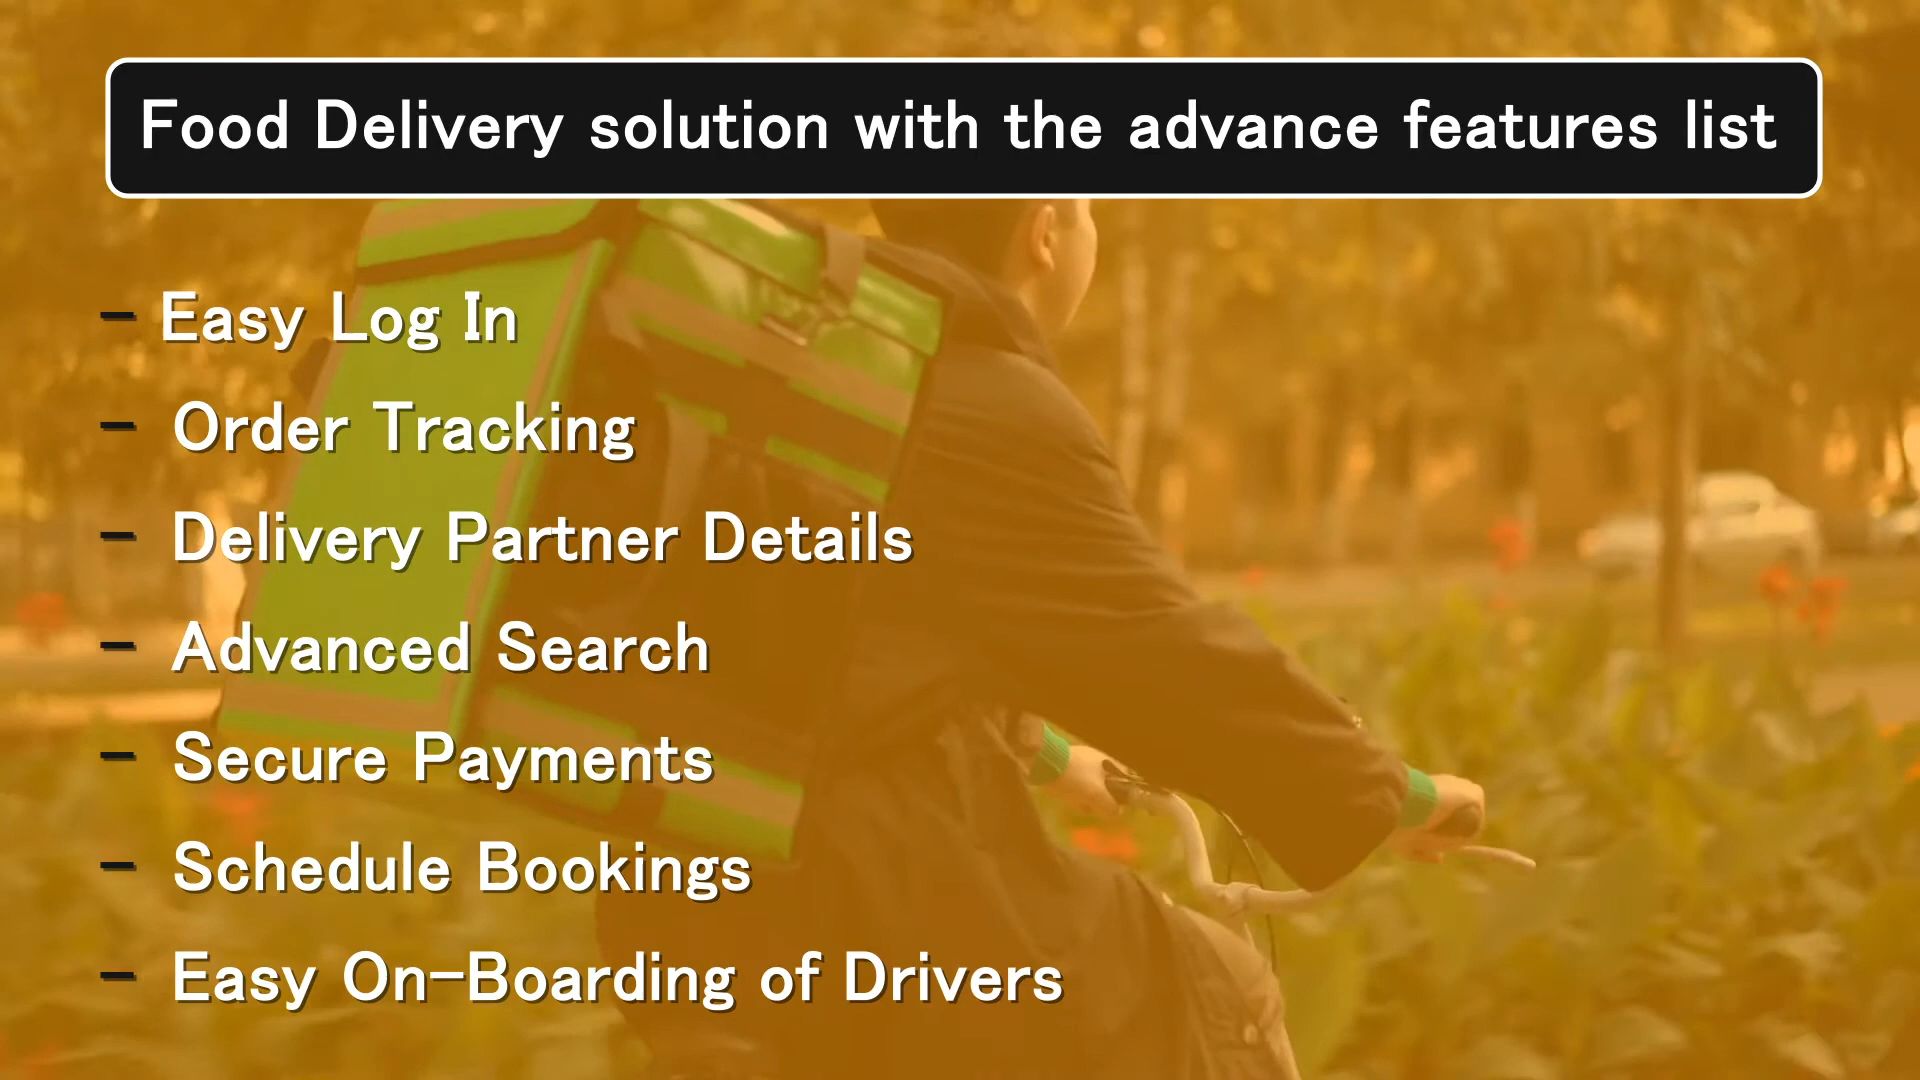 Food Delivery solution with the advance features list
- Easy Log In
- Order Tracking
- Delivery Partner Details
- Advanced Search
- Secure Payments
- Schedule Bookings
- Easy On-Boarding of Drivers